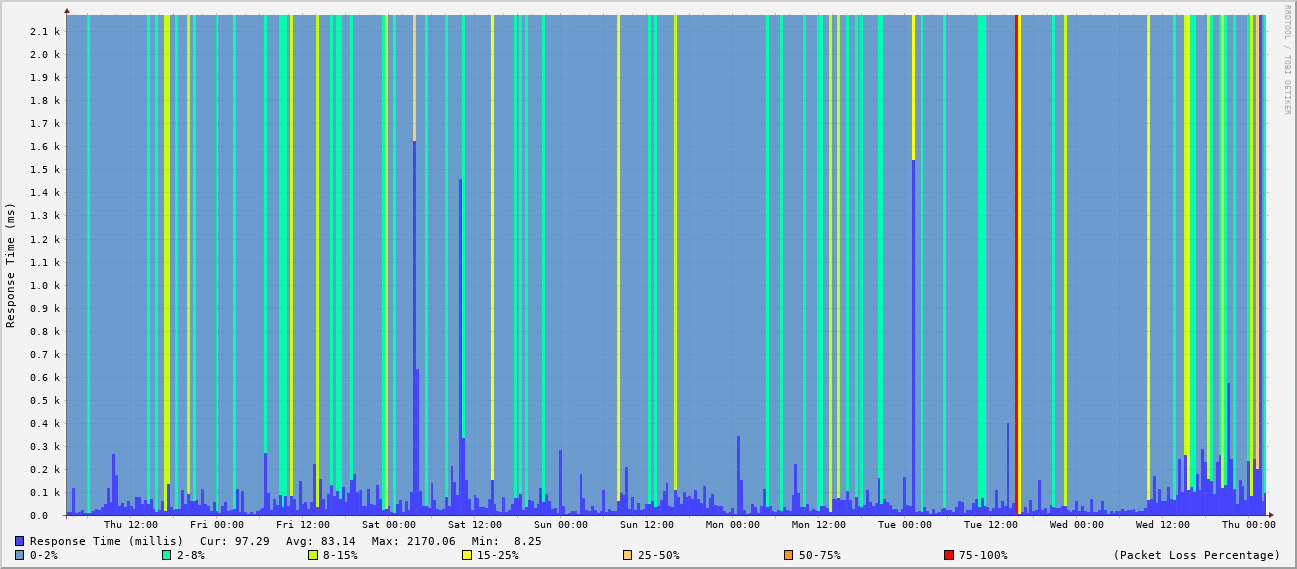 RRDTOOL / TOBI OETIKER
Response Time (ms)
2.1 k
2.0 k
1.9 k
1.8 k
1.7 k
1.6 k
1.5 k
1.4 k
1.3 k
1.2 k
1.1 k
1.0 k
0.9 k
0.8 k
0.7 k
0.6 k
0.5 k
0.4 k
0.3 k
0.2 k
0.1 k
0.0
Thu 12:00 Fri 00:00 Fri 12:00 Sat 00:00 Sat 12:00 Sun 00:00 Sun 12:00 Mon 00:00 Mon 12:00 Tue 00:00 Tue 12:00 Wed 00:00 Wed 12:00 Thu 00:00
Response Time (millis) Cur: 97.29 Avg: 83.14 Max: 2170.06 Min: 8.25
0-2% 2-8% 8-15% 15-25% 25-50% 50-75% 75-100% (Packet Loss Percentage)